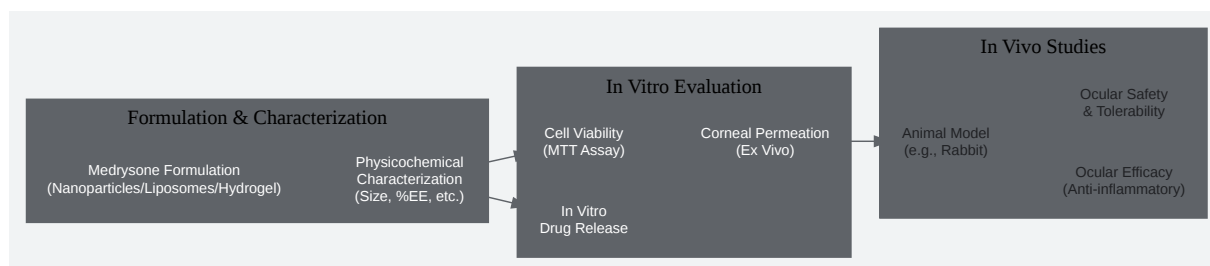 Formulation & Characterization
Medrysone Formulation
(Nanoparticles/Liposomes/Hydrogel)
Physicochemical
Characterization
(Size, %EE, etc.)
In Vitro Evaluation
Cell Viability
(MTT Assay)
Corneal Permeation
(Ex Vivo)
In Vitro
Drug Release
In Vivo Studies
Animal Model
(e.g., Rabbit)
Ocular Safety
& Tolerability
Ocular Efficacy
(Anti-inflammatory)